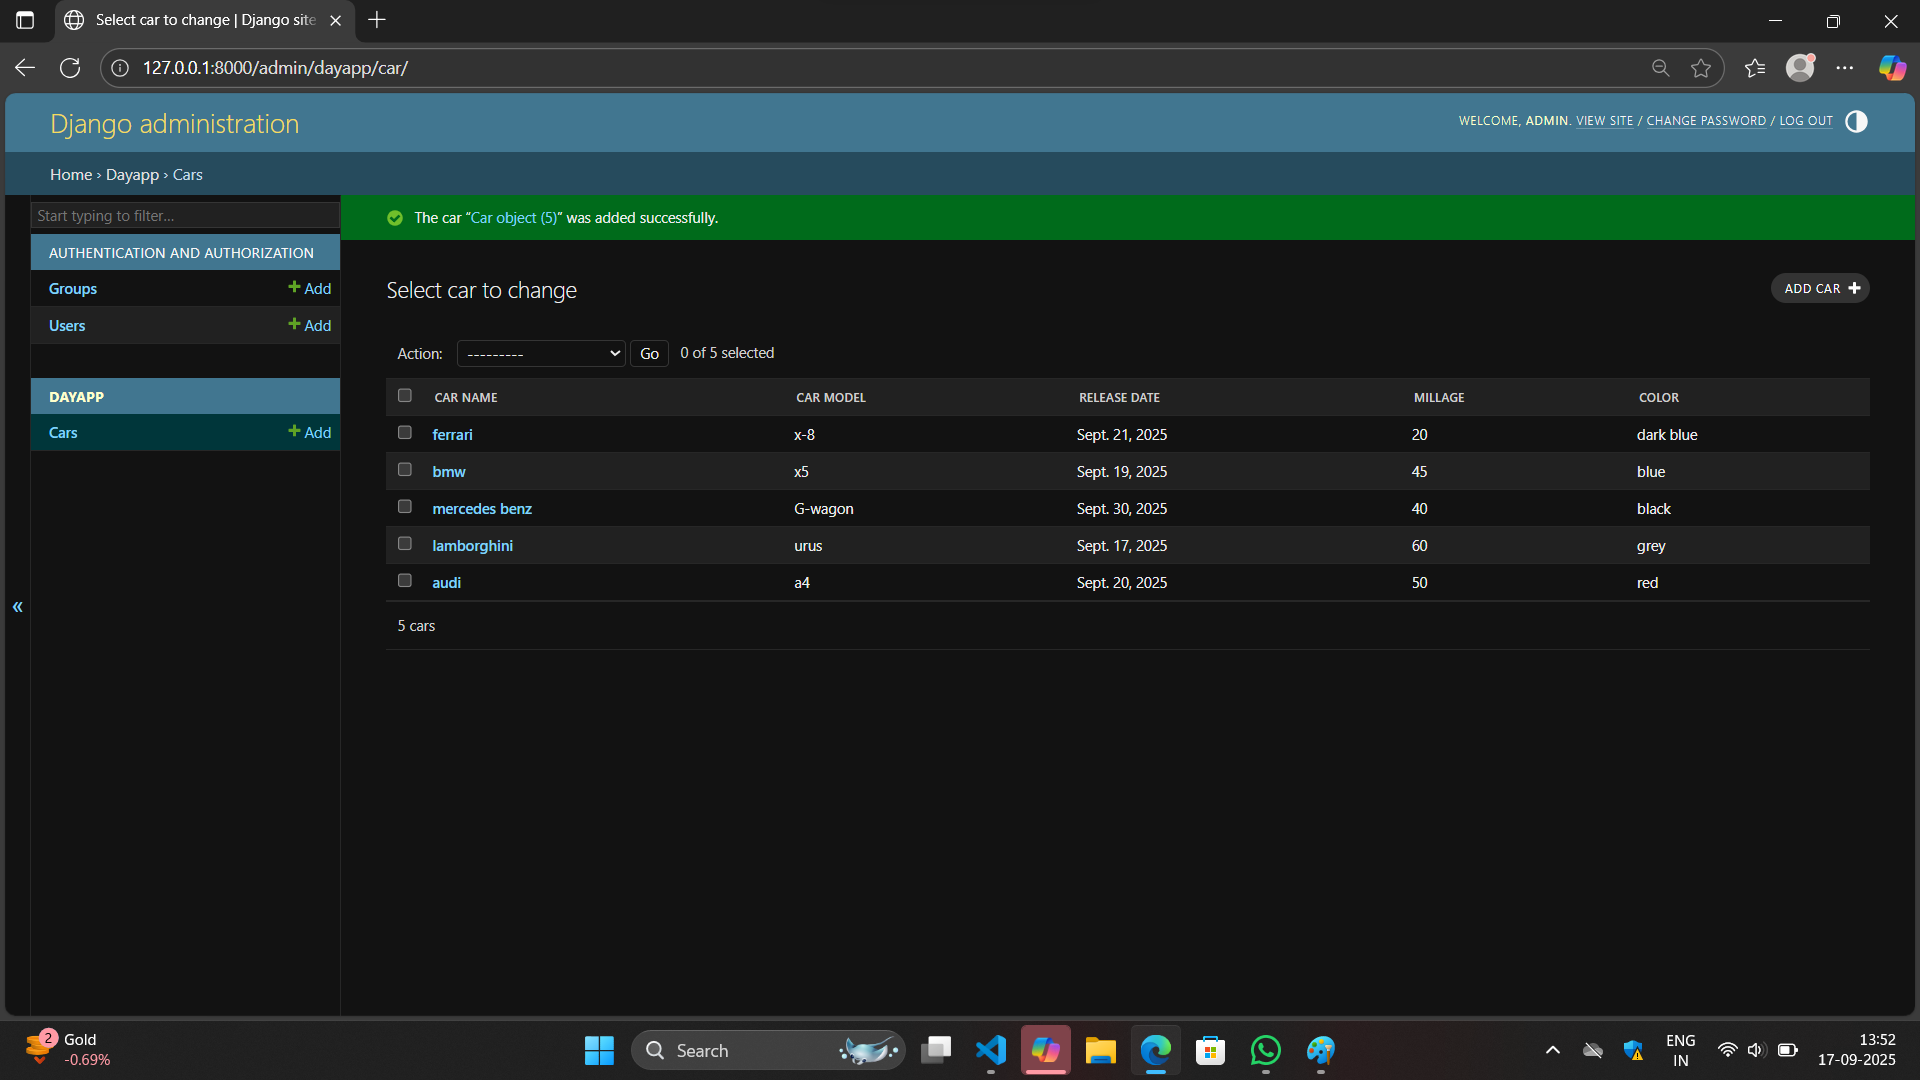 Select car to change | Django site
127.0.0.1:8000/admin/dayapp/car/
Django administration
WELCOME, ADMIN. VIEW SITE / CHANGE PASSWORD / LOG OUT
Home › Dayapp › Cars
Start typing to filter...
AUTHENTICATION AND AUTHORIZATION
Groups + Add
Users + Add
DAYAPP
Cars + Add
«
The car “Car object (5)” was added successfully.
Select car to change
ADD CAR +
Action: --------- Go 0 of 5 selected
CAR NAME CAR MODEL RELEASE DATE MILLAGE COLOR
ferrari x-8 Sept. 21, 2025 20 dark blue
bmw x5 Sept. 19, 2025 45 blue
mercedes benz G-wagon Sept. 30, 2025 40 black
lamborghini urus Sept. 17, 2025 60 grey
audi a4 Sept. 20, 2025 50 red
5 cars
2
Gold
-0.69%
Search
ENG
IN
13:52
17-09-2025